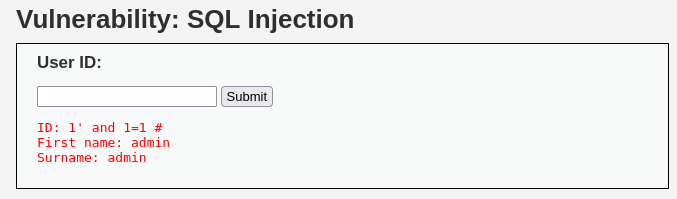 Vulnerability: SQL Injection
User ID:
Submit
ID: 1' and 1=1 #
First name: admin
Surname: admin